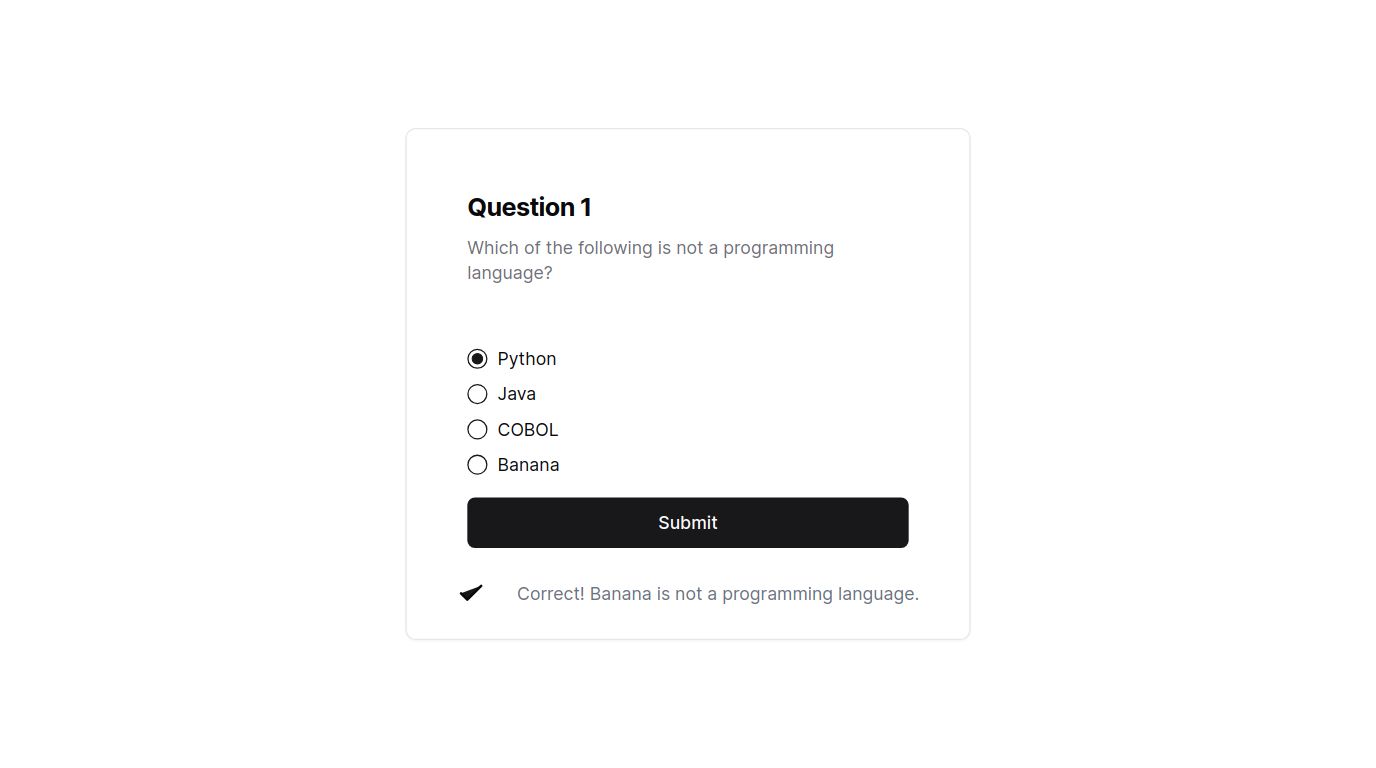 Question 1
Which of the following is not a programming
language?
Python
Java
COBOL
Banana
Submit
Correct! Banana is not a programming language.